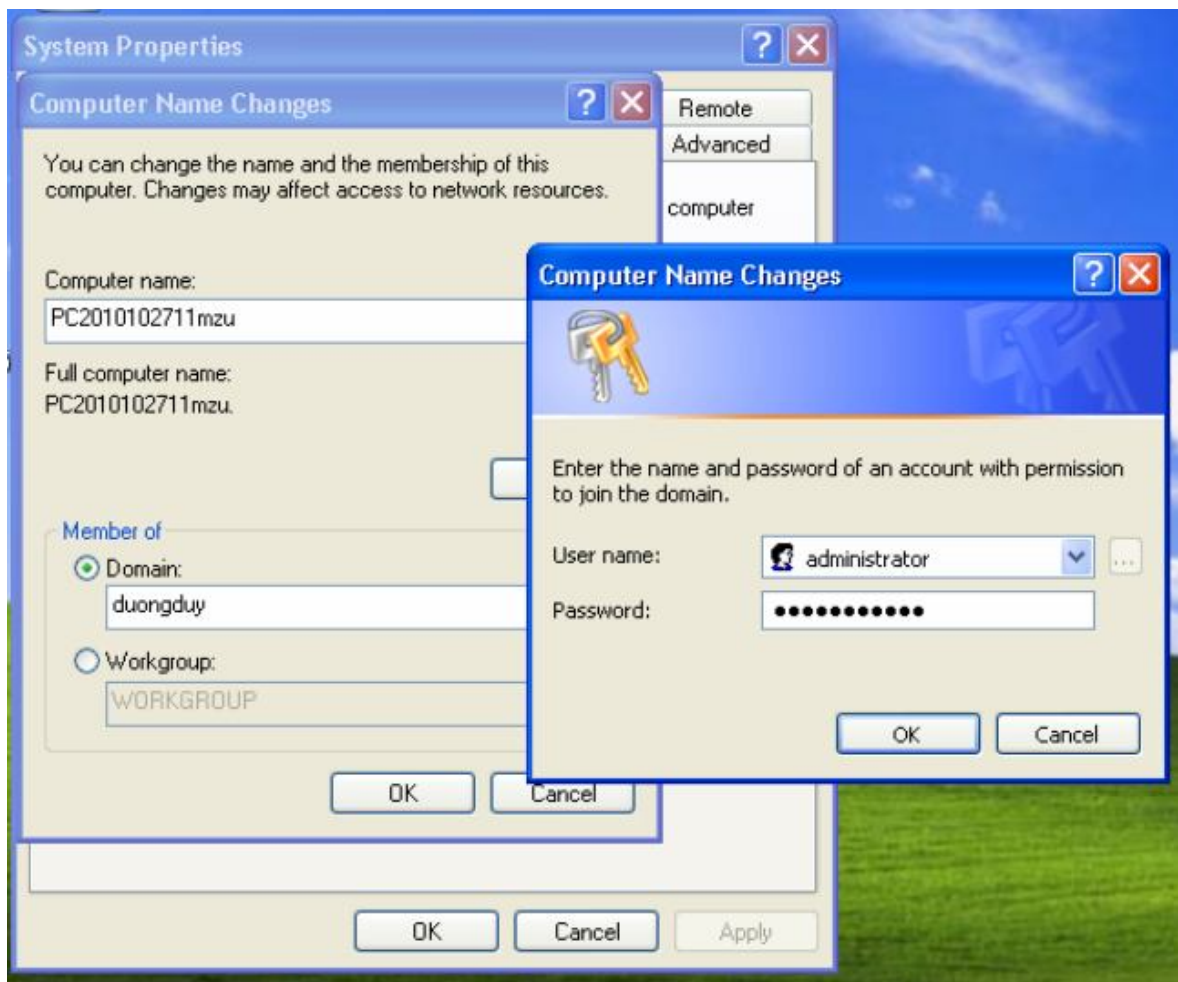 System Properties
Computer Name Changes
Remote
Advanced
You can change the name and the membership of this
computer. Changes may affect access to network resources.
computer
Computer name:
PC2010102711mzu
Full computer name:
PC2010102711mzu.
Member of
Domain:
duongduy
Workgroup:
WORKGROUP
OK
Cancel
Computer Name Changes
Enter the name and password of an account with permission
to join the domain.
User name:
administrator
...
Password:
•••••••••••
OK
Cancel
OK
Cancel
Apply